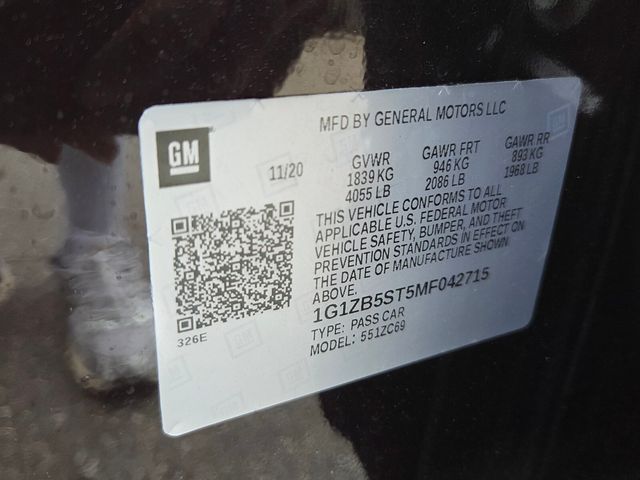 MFD BY GENERAL MOTORS LLC
GM
11/20
GVWR GAWR FRT GAWR RR
1839 KG 946 KG 893 KG
4055 LB 2086 LB 1968 LB
THIS VEHICLE CONFORMS TO ALL
APPLICABLE U.S. FEDERAL MOTOR
VEHICLE SAFETY, BUMPER, AND THEFT
PREVENTION STANDARDS IN EFFECT ON
THE DATE OF MANUFACTURE SHOWN
ABOVE.
1G1ZB5ST5MF042715
TYPE: PASS CAR
MODEL: 551ZC69
326E